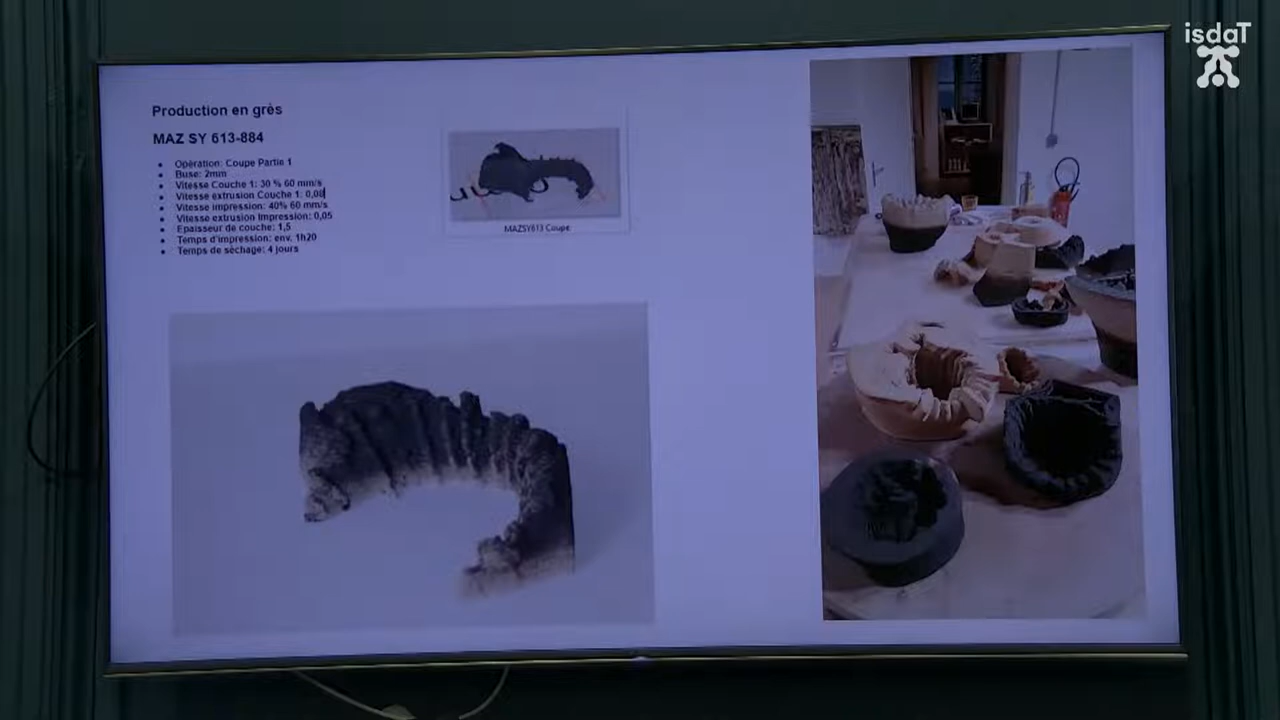 isdaT
Production en grès
MAZ SY 613-884
Opération: Coupe Partie 1
Buse: 2mm
Vitesse Couche 1: 30 % 60 mm/s
Vitesse extrusion Couche 1: 0,08
Vitesse impression: 40% 60 mm/s
Vitesse extrusion Impression: 0,05
Epaisseur de couche: 1,5
Temps d'impression: env. 1h20
Temps de séchage: 4 jours
MAZSY613 Coupe